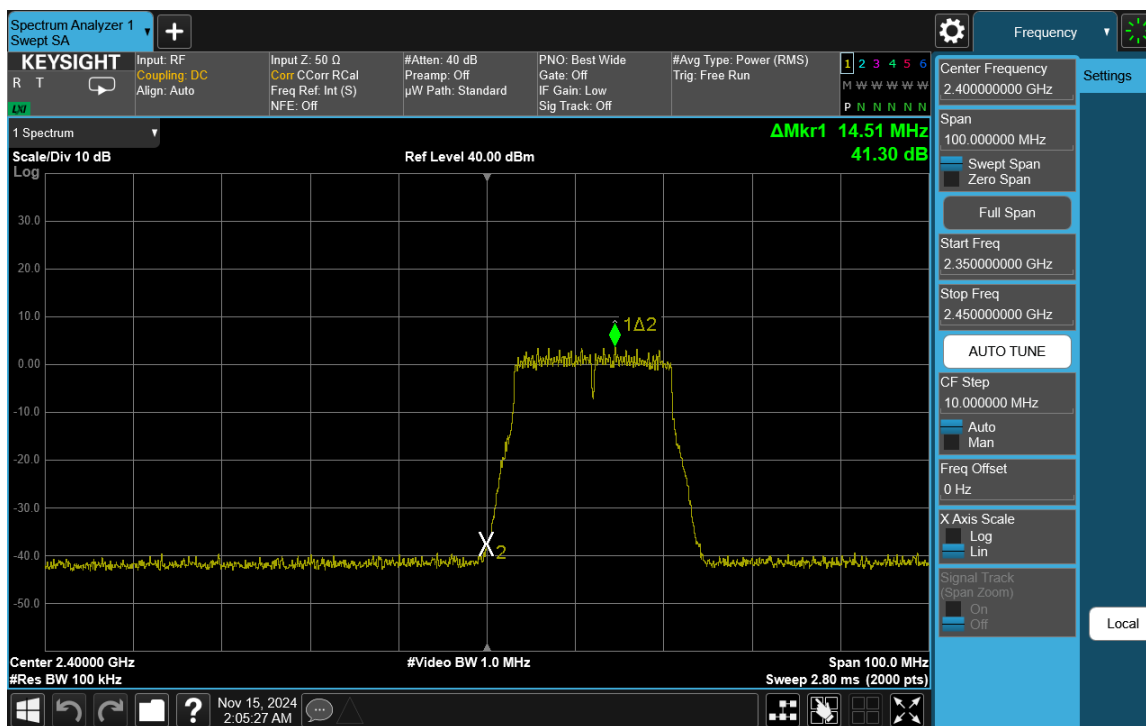 Spectrum Analyzer 1
Swept SA
+
Frequency
KEYSIGHT
R T
LXI
Input: RF
Coupling: DC
Align: Auto
Input Z: 50 Ω
Corr CCorr RCal
Freq Ref: Int (S)
NFE: Off
#Atten: 40 dB
Preamp: Off
µW Path: Standard
PNO: Best Wide
Gate: Off
IF Gain: Low
Sig Track: Off
#Avg Type: Power (RMS)
Trig: Free Run
1 2 3 4 5 6
M W W W W W
P N N N N N
1 Spectrum
ΔMkr1 14.51 MHz
Scale/Div 10 dB
Ref Level 40.00 dBm
41.30 dB
Log
30.0
20.0
10.0
0.00
-10.0
-20.0
-30.0
-40.0
-50.0
1Δ2
2
Center 2.40000 GHz
#Video BW 1.0 MHz
Span 100.0 MHz
#Res BW 100 kHz
Sweep 2.80 ms (2000 pts)
Center Frequency
2.400000000 GHz
Settings
Span
100.000000 MHz
Swept Span
Zero Span
Full Span
Start Freq
2.350000000 GHz
Stop Freq
2.450000000 GHz
AUTO TUNE
CF Step
10.000000 MHz
Auto
Man
Freq Offset
0 Hz
X Axis Scale
Log
Lin
Signal Track
(Span Zoom)
On
Off
Local
?
Nov 15, 2024
2:05:27 AM